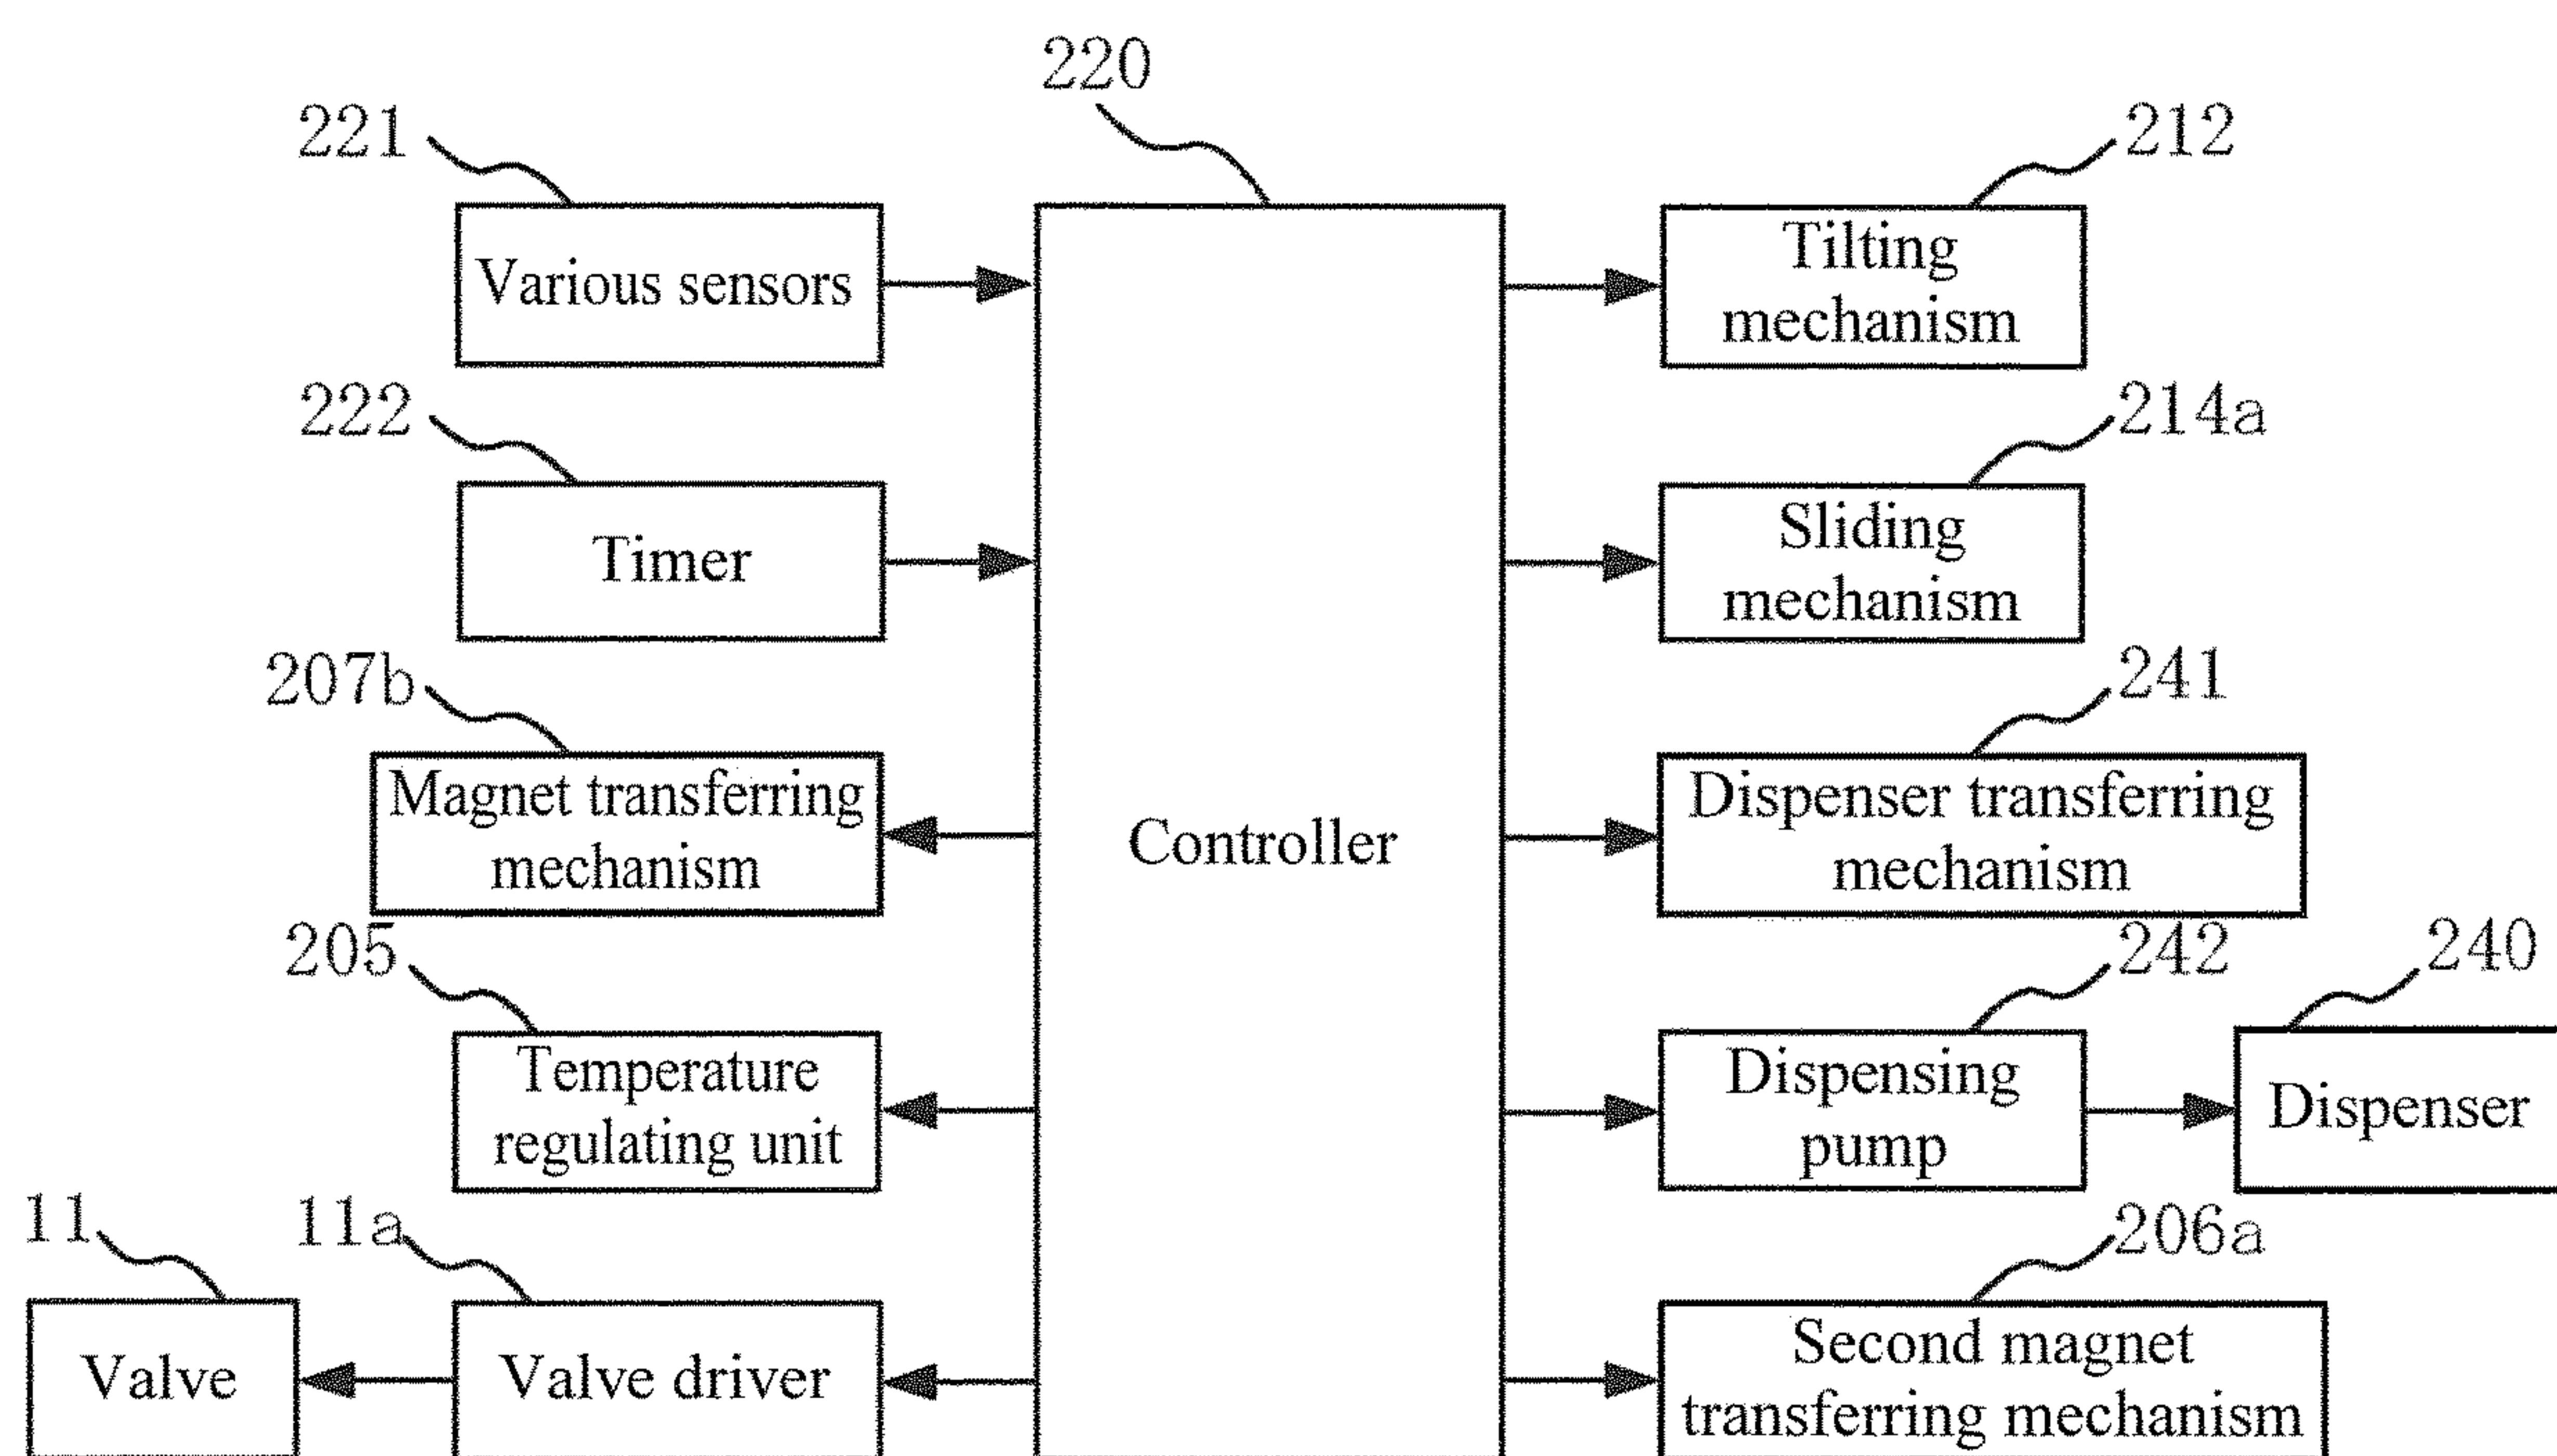 220
221
212
Various sensors
Tilting
mechanism
222
214a
Timer
Sliding
mechanism
207b
241
Magnet transferring
mechanism
Controller
Dispenser transferring
mechanism
205
242
240
Temperature
regulating unit
Dispensing
pump
Dispenser
11
11a
206a
Valve
Valve driver
Second magnet
transferring mechanism